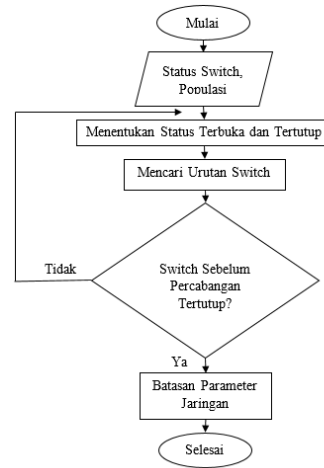 Mulai
Status Switch,
Populasi
Menentukan Status Terbuka dan Tertutup
Mencari Urutan Switch
Tidak
Switch Sebelum
Percabangan
Tertutup?
Ya
Batasan Parameter
Jaringan
Selesai